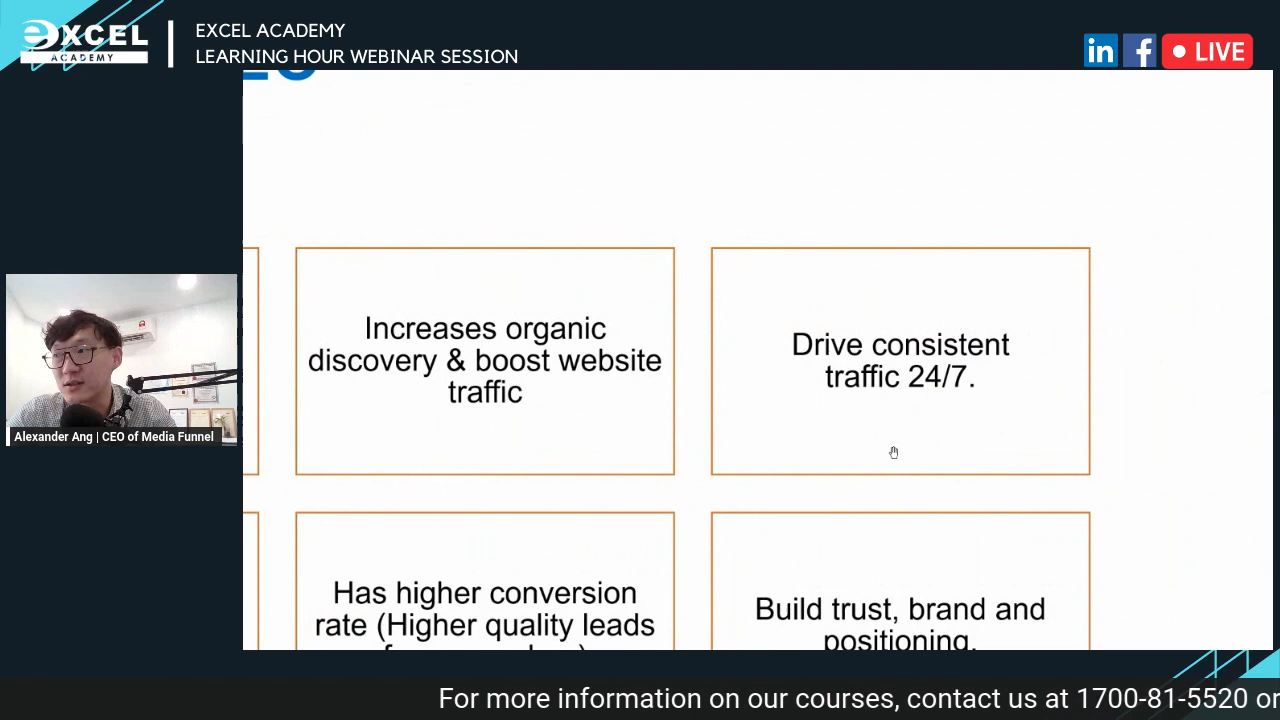 eXCEL
ACADEMY
EXCEL ACADEMY
LEARNING HOUR WEBINAR SESSION
in
f
LIVE
Increases organic
discovery & boost website
traffic
Drive consistent
traffic 24/7.
Alexander Ang | CEO of Media Funnel
Has higher conversion
rate (Higher quality leads
Build trust, brand and
positioning.
For more information on our courses, contact us at 1700-81-5520 or